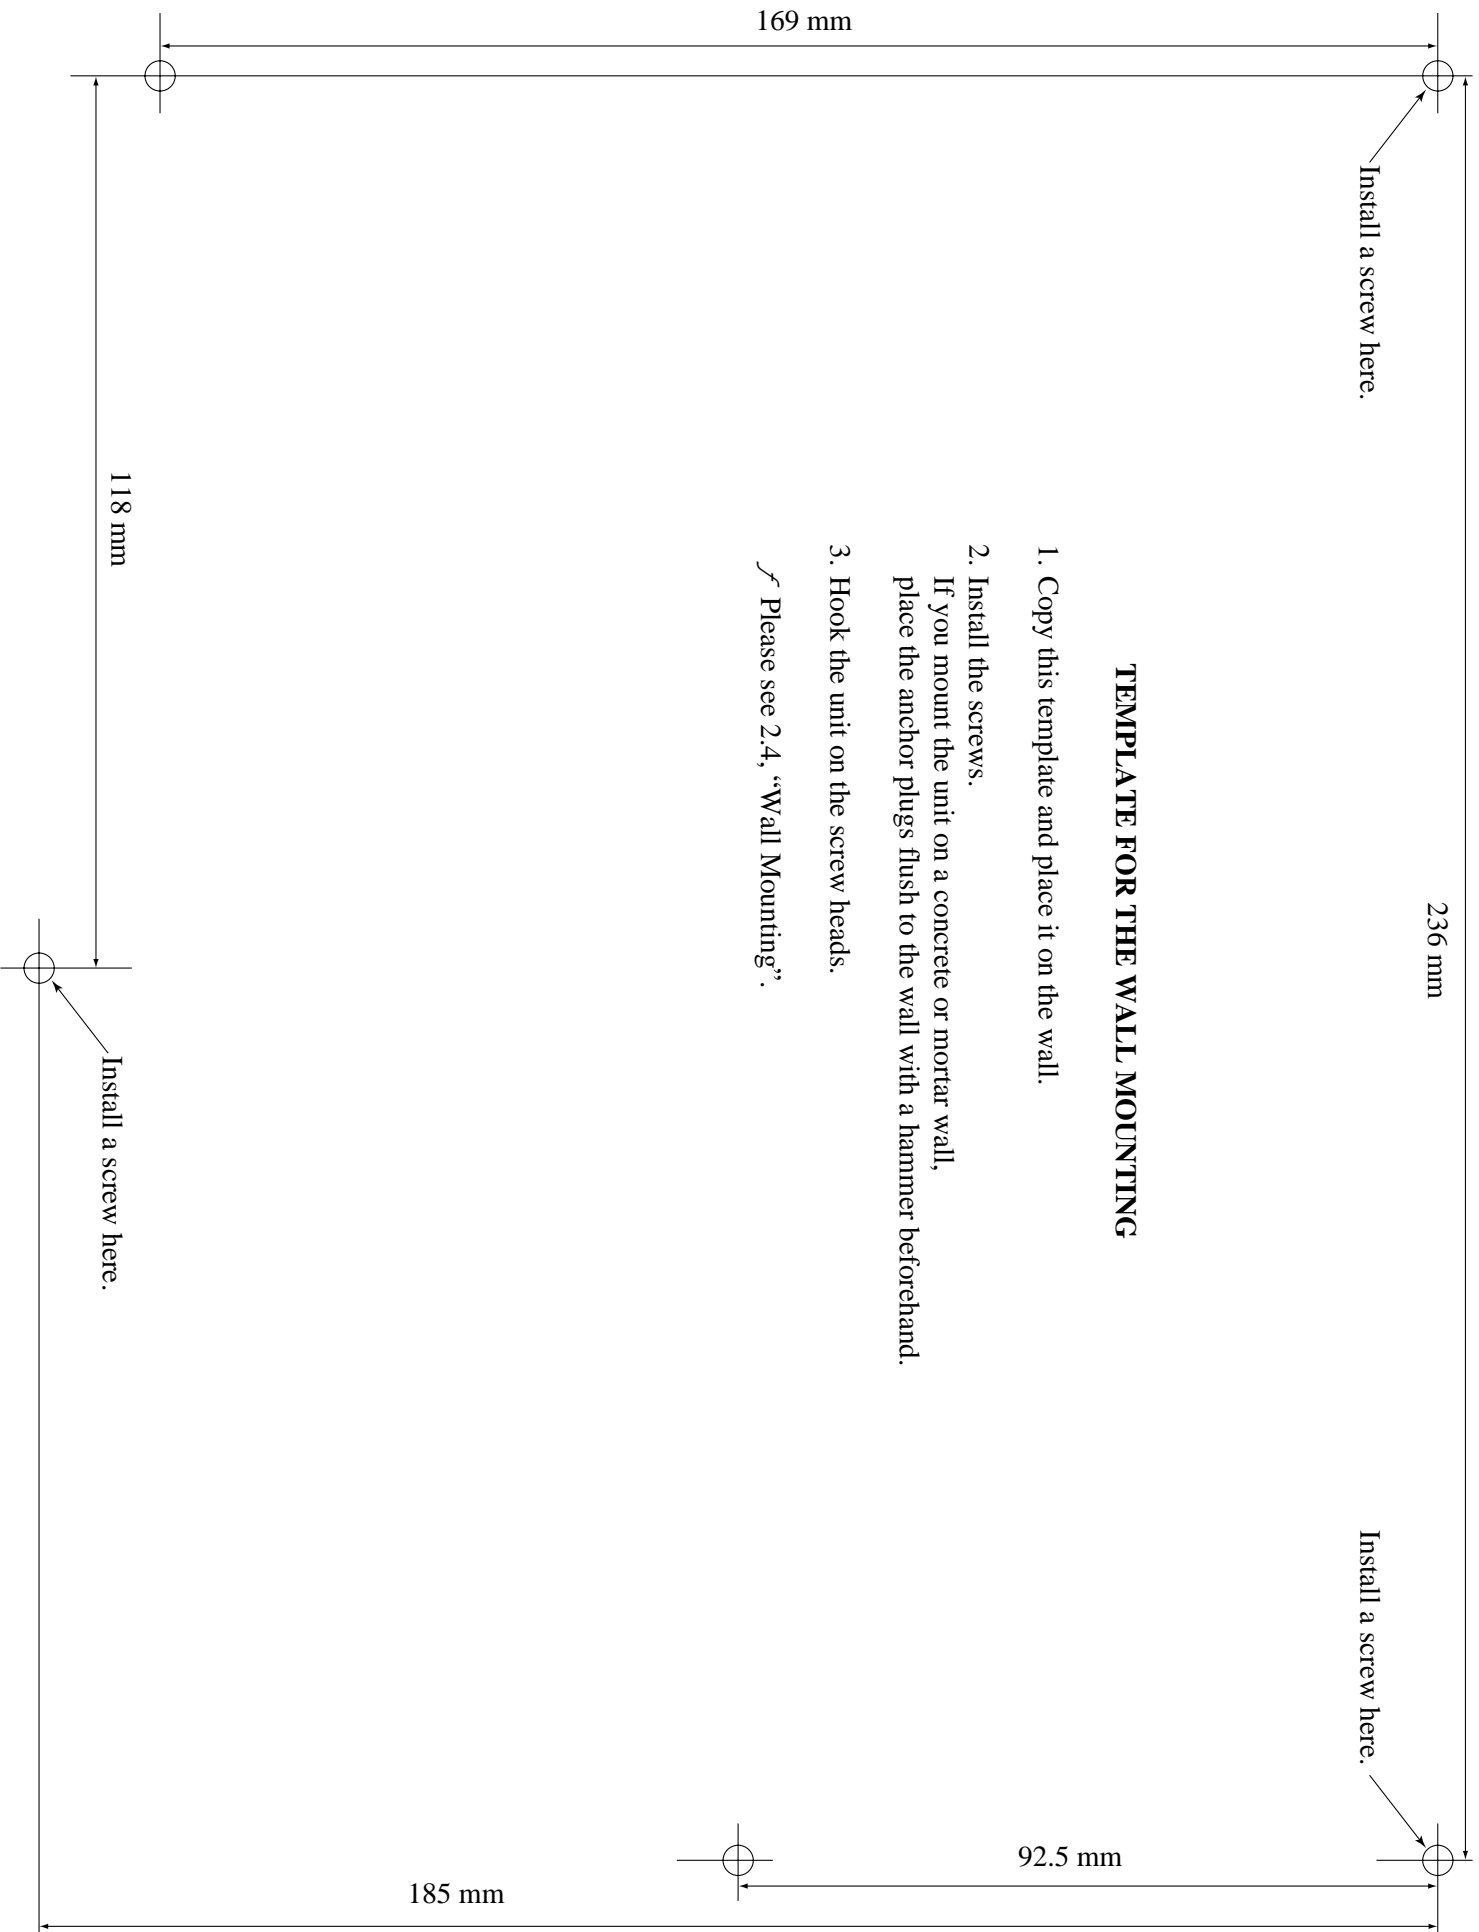 236 mm
Install a screw here.
Install a screw here.
TEMPLATE FOR THE WALL MOUNTING
1. Copy this template and place it on the wall.
2. Install the screws.
If you mount the unit on a concrete or mortar wall,
place the anchor plugs flush to the wall with a hammer beforehand.
3. Hook the unit on the screw heads.
ƒ Please see 2.4, “Wall Mounting”.
169 mm
92.5 mm
185 mm
118 mm
Install a screw here.